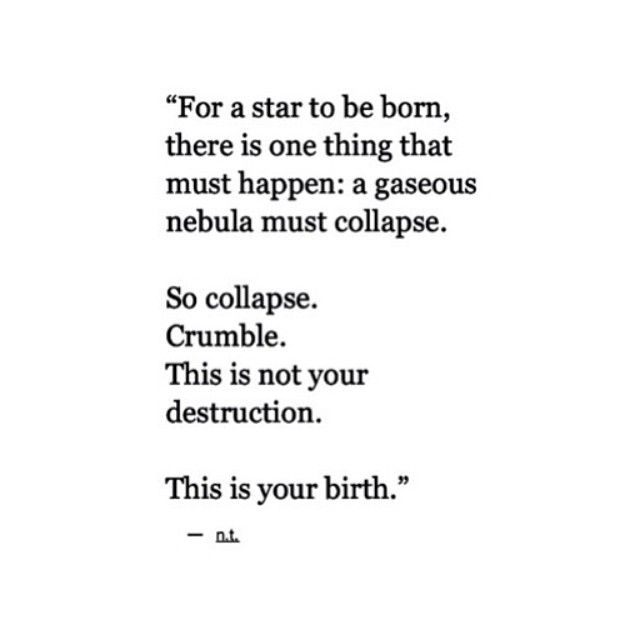 “For a star to be born,
there is one thing that
must happen: a gaseous
nebula must collapse.
So collapse.
Crumble.
This is not your
destruction.
This is your birth.”
— n.t.